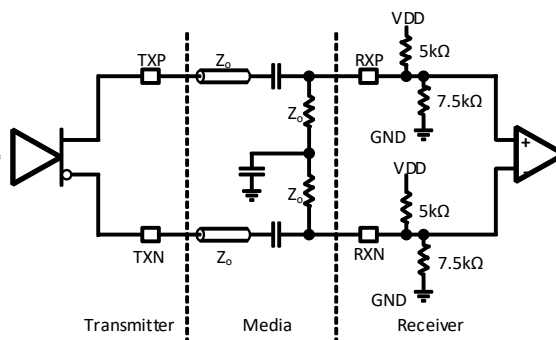 VDD
TXP
Zo
RXP
5kΩ
Zo
7.5kΩ
GND
+
VDD
-
Zo
5kΩ
TXN
Zo
RXN
7.5kΩ
GND
Transmitter
Media
Receiver